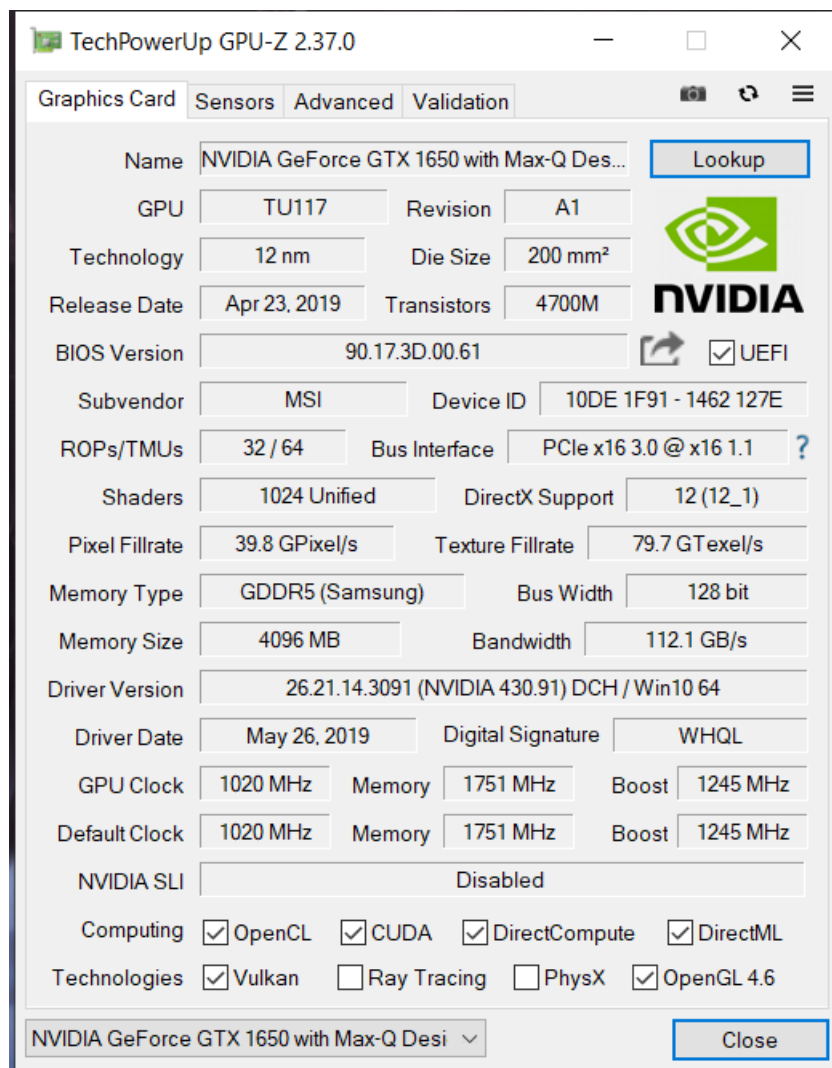 TechPowerUp GPU-Z 2.37.0
Graphics Card Sensors Advanced Validation
Name NVIDIA GeForce GTX 1650 with Max-Q Des... Lookup
GPU TU117 Revision A1
Technology 12 nm Die Size 200 mm²
NVIDIA
Release Date Apr 23, 2019 Transistors 4700M
BIOS Version 90.17.3D.00.61 UEFI
Subvendor MSI Device ID 10DE 1F91 - 1462 127E
ROPs/TMUs 32 / 64 Bus Interface PCIe x16 3.0 @ x16 1.1 ?
Shaders 1024 Unified DirectX Support 12 (12_1)
Pixel Fillrate 39.8 GPixel/s Texture Fillrate 79.7 GTexel/s
Memory Type GDDR5 (Samsung) Bus Width 128 bit
Memory Size 4096 MB Bandwidth 112.1 GB/s
Driver Version 26.21.14.3091 (NVIDIA 430.91) DCH / Win10 64
Driver Date May 26, 2019 Digital Signature WHQL
GPU Clock 1020 MHz Memory 1751 MHz Boost 1245 MHz
Default Clock 1020 MHz Memory 1751 MHz Boost 1245 MHz
NVIDIA SLI Disabled
Computing OpenCL CUDA DirectCompute DirectML
Technologies Vulkan Ray Tracing PhysX OpenGL 4.6
NVIDIA GeForce GTX 1650 with Max-Q Desi Close